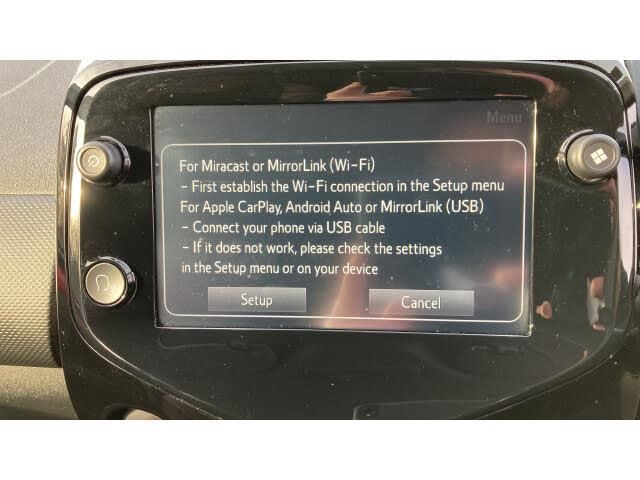 Menu
For Miracast or MirrorLink (Wi-Fi)
– First establish the Wi-Fi connection in the Setup menu
For Apple CarPlay, Android Auto or MirrorLink (USB)
– Connect your phone via USB cable
– If it does not work, please check the settings
in the Setup menu or on your device
Setup
Cancel